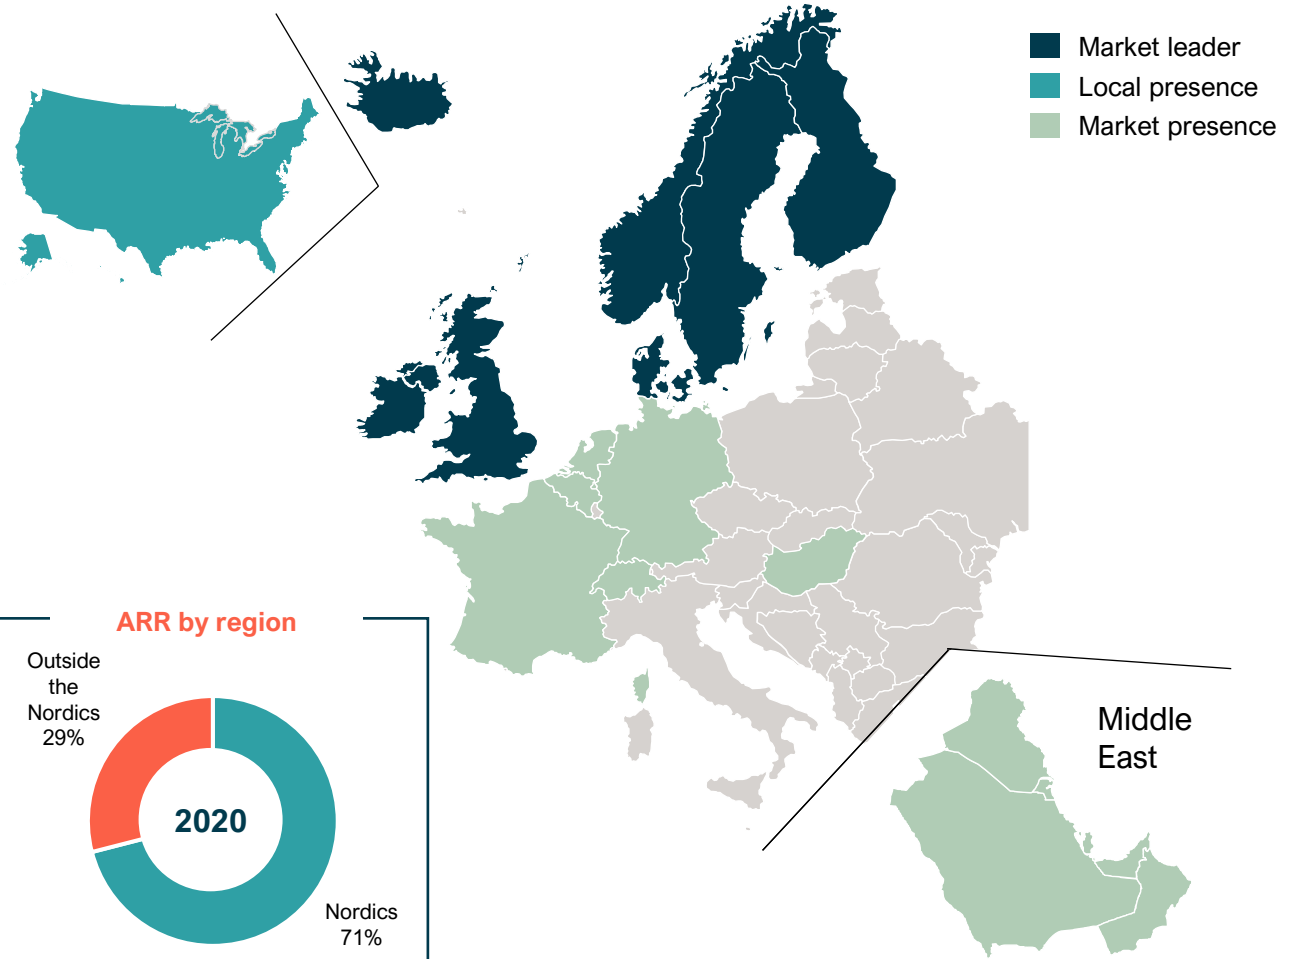 Market leader
Local presence
Market presence
ARR by region
Outside
the
Nordics
29%
2020
Nordics
71%
Middle
East